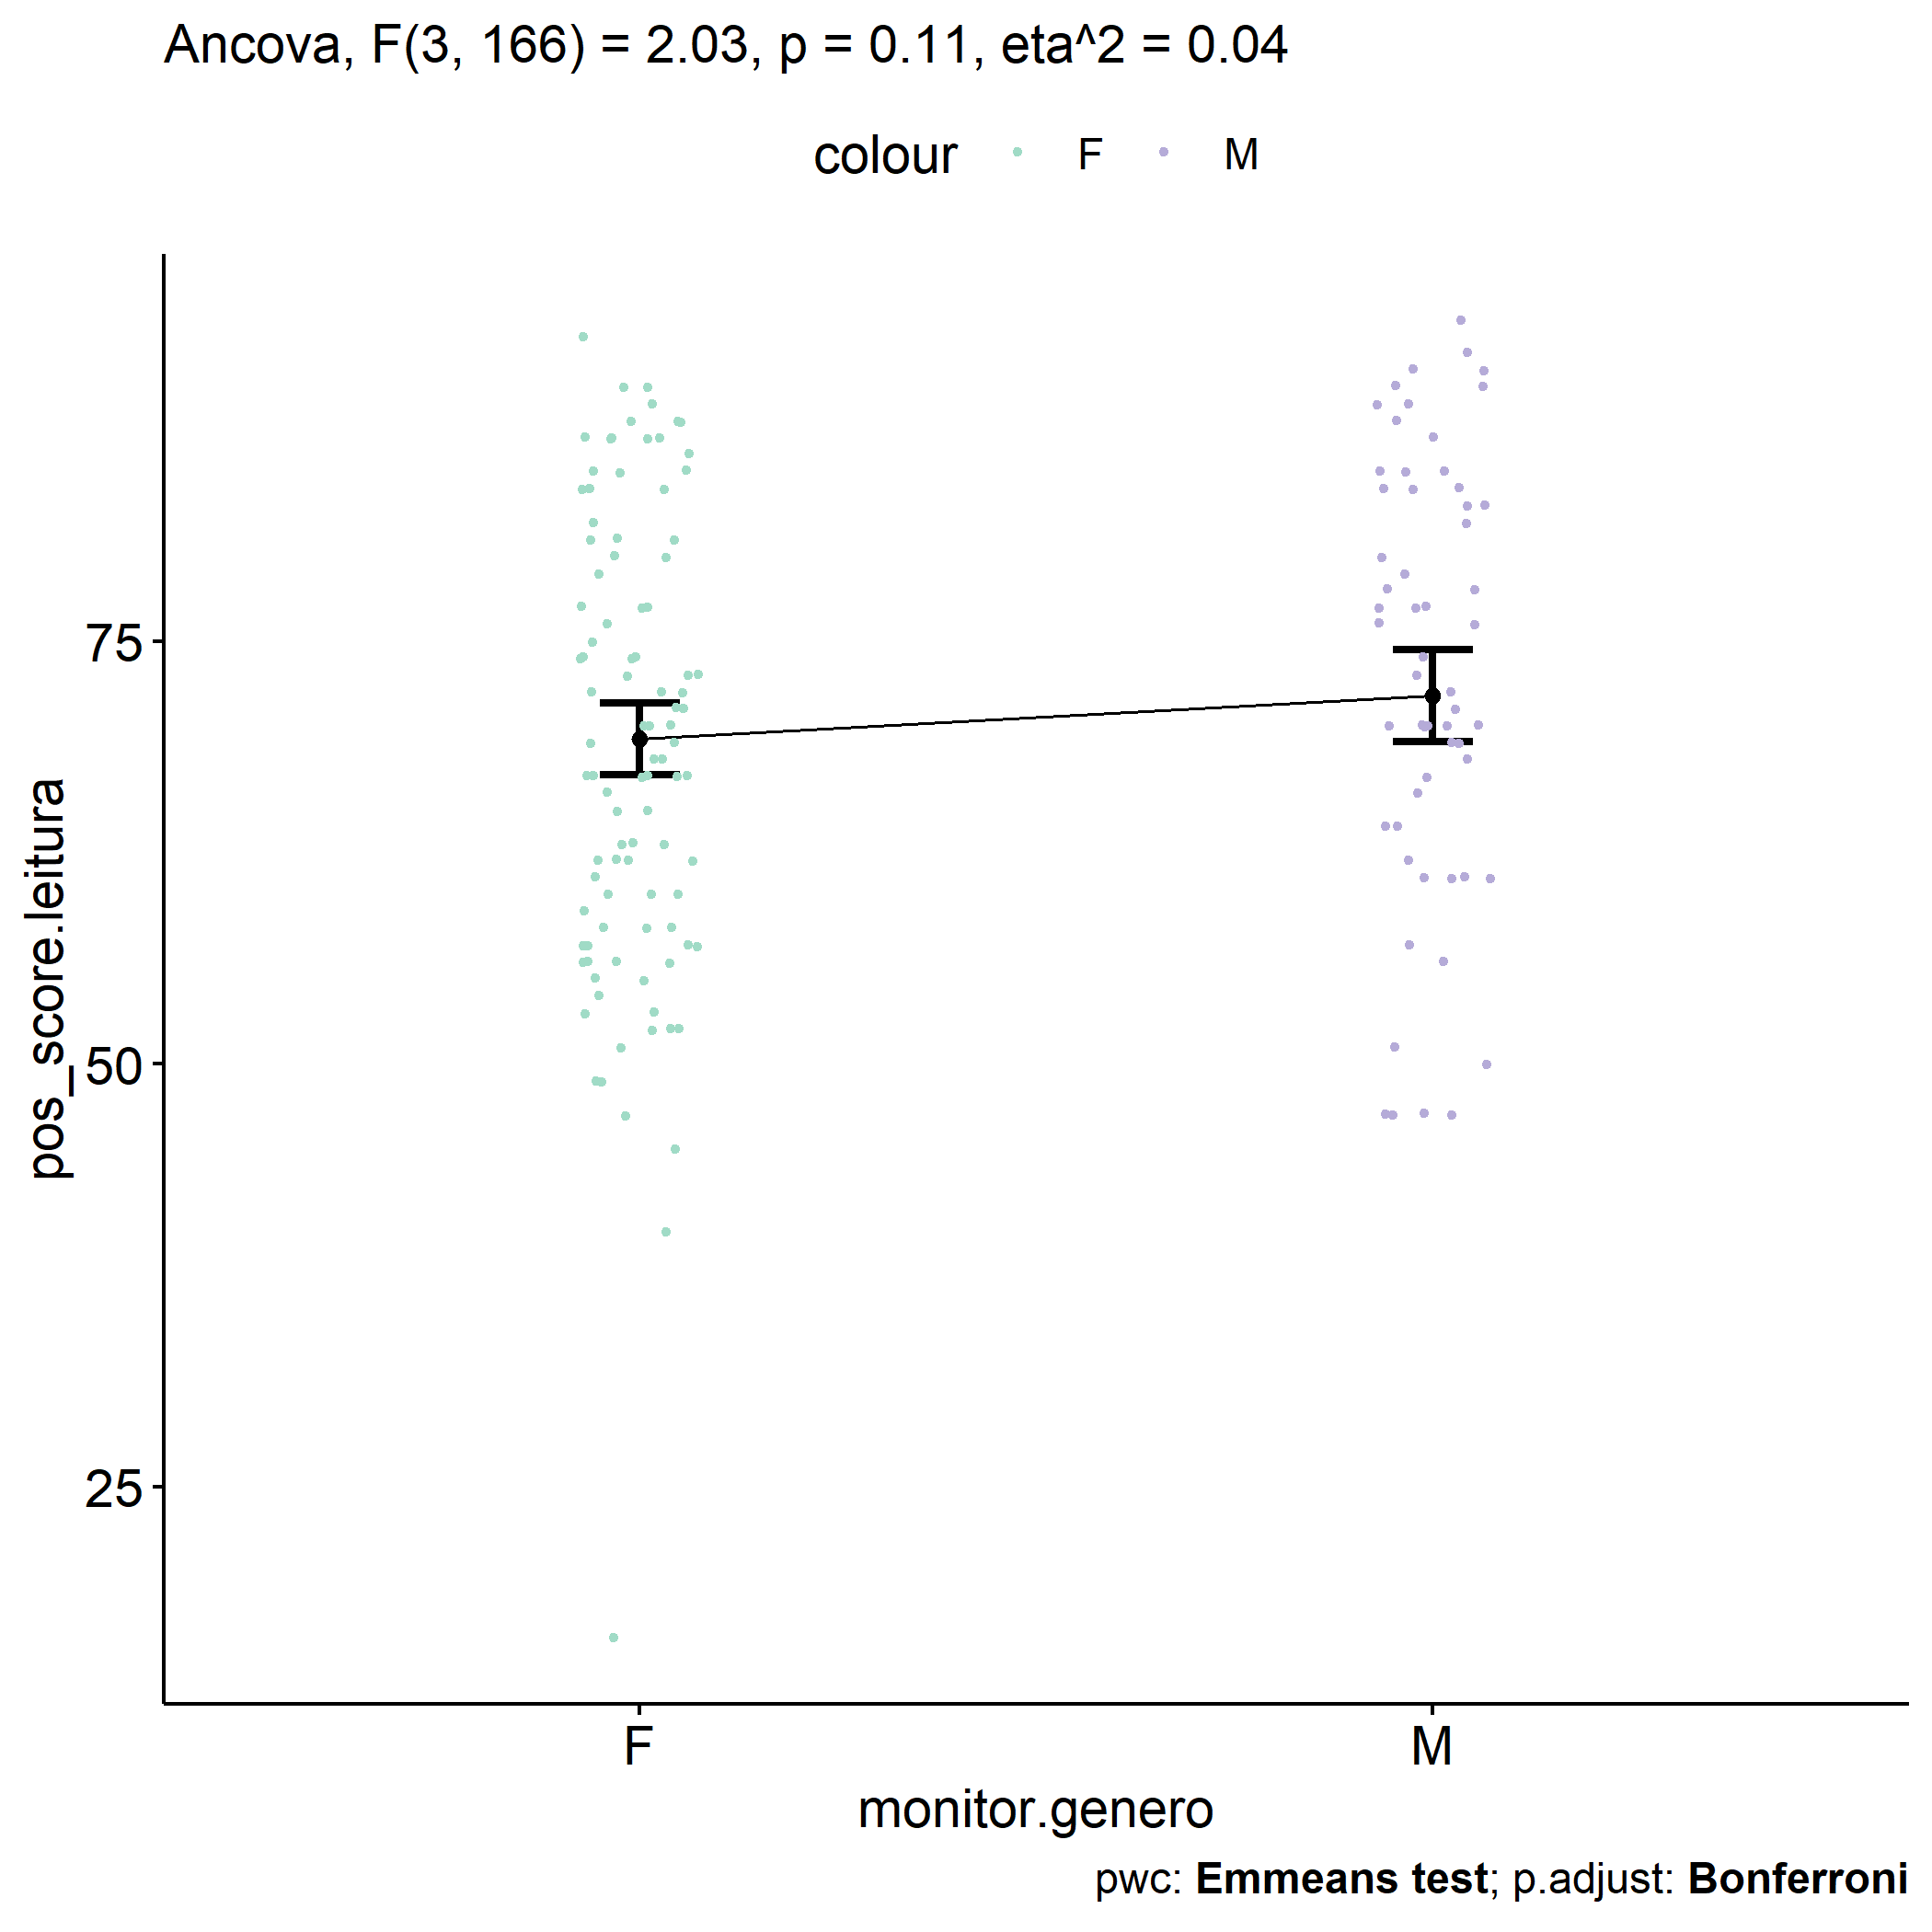 Ancova, F(3, 166) = 2.03, p = 0.11, eta^2 = 0.04
colour F M
pos_score.leitura
75
50
25
F M
monitor.genero
pwc: Emmeans test; p.adjust: Bonferroni